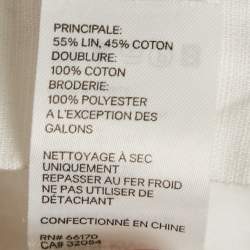 PRINCIPALE:
55% LIN, 45% COTON
DOUBLURE:
100% COTON
BRODERIE:
100% POLYESTER
A L'EXCEPTION DES
GALONS
NETTOYAGE À SEC
UNIQUEMENT
REPASSER AU FER FROID
NE PAS UTILISER DE
DÉTACHANT
CONFECTIONNÉ EN CHINE
RN# 66170
CA# 32054